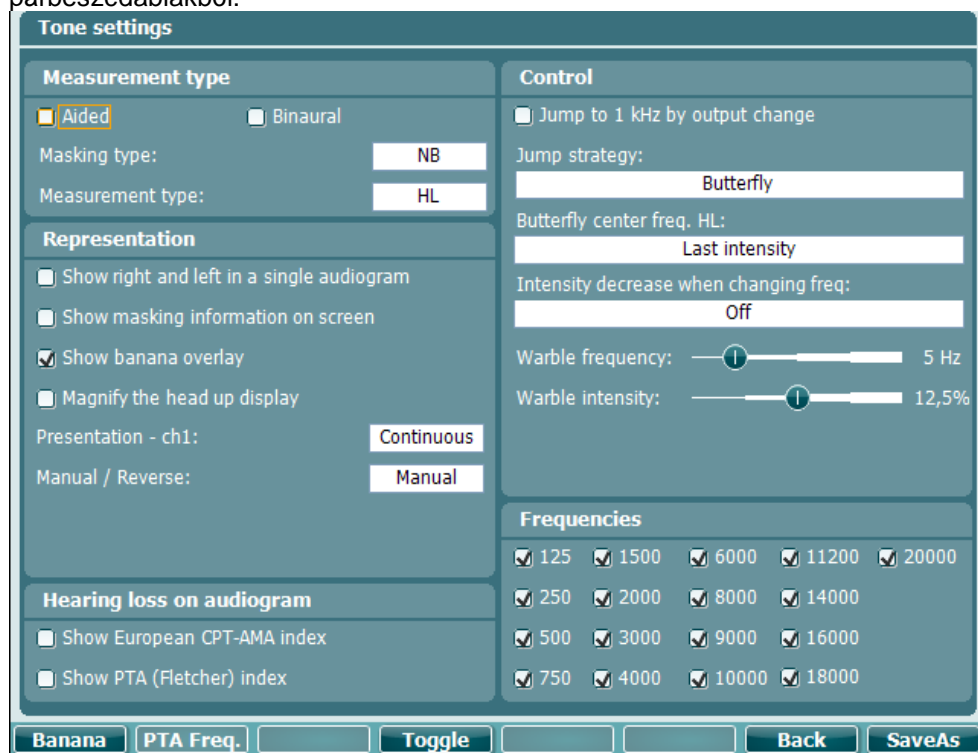 párbeszédablakból.
Tone settings
Measurement type
Aided
Binaural
Masking type:
NB
Measurement type:
HL
Representation
Show right and left in a single audiogram
Show masking information on screen
Show banana overlay
Magnify the head up display
Presentation - ch1:
Continuous
Manual / Reverse:
Manual
Hearing loss on audiogram
Show European CPT-AMA index
Show PTA (Fletcher) index
Control
Jump to 1 kHz by output change
Jump strategy:
Butterfly
Butterfly center freq. HL:
Last intensity
Intensity decrease when changing freq:
Off
Warble frequency: 5 Hz
Warble intensity: 12,5%
Frequencies
125 1500 6000 11200 20000
250 2000 8000 14000
500 3000 9000 16000
750 4000 10000 18000
Banana PTA Freq. Toggle Back SaveAs